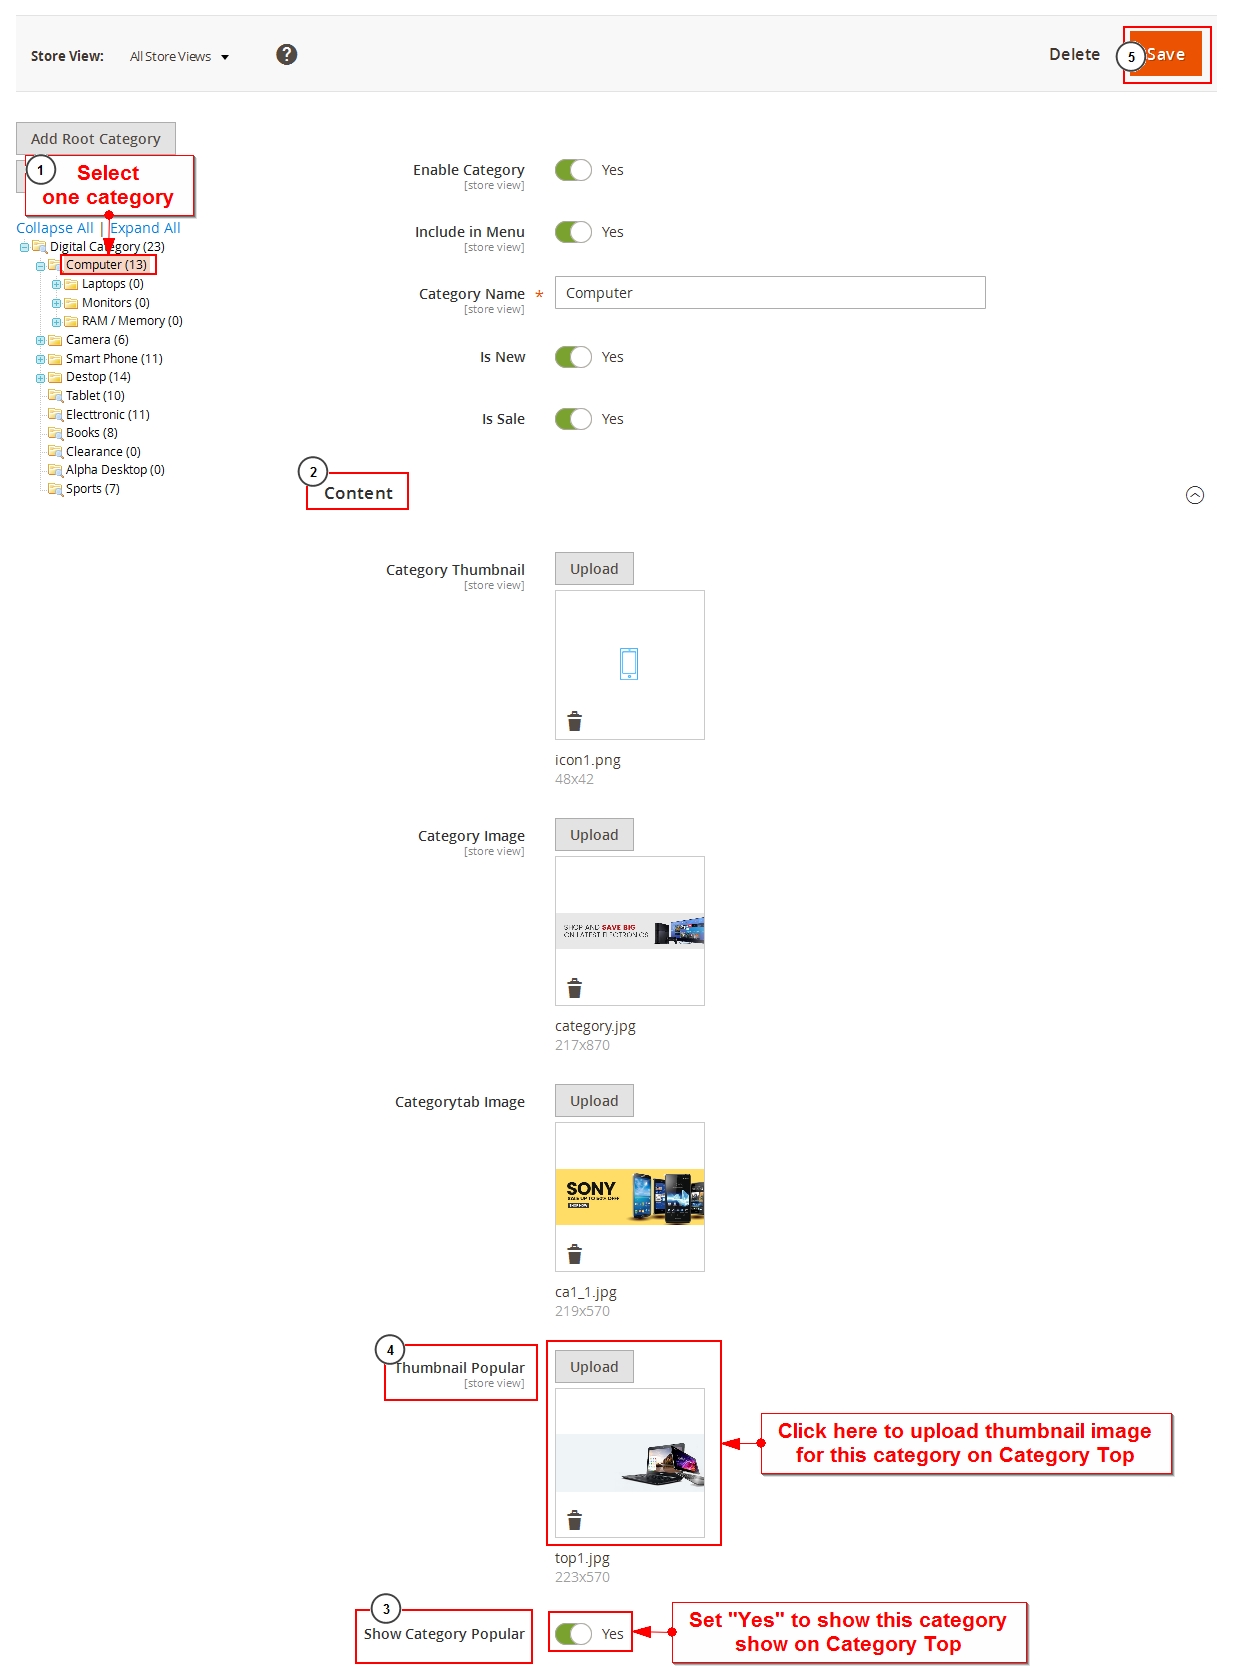 Store View:
All Store Views
?
Delete
5
Save
Add Root Category
1
Select
one category
Collapse All | Expand All
Digital Category (23)
Computer (13)
Laptops (0)
Monitors (0)
RAM / Memory (0)
Camera (6)
Smart Phone (11)
Destop (14)
Tablet (10)
Electtronic (11)
Books (8)
Clearance (0)
Alpha Desktop (0)
Sports (7)
Enable Category
[store view]
Yes
Include in Menu
[store view]
Yes
Category Name *
[store view]
Computer
Is New
Yes
Is Sale
Yes
2
Content
Category Thumbnail
[store view]
Upload
icon1.png
48x42
Category Image
[store view]
Upload
SHOP AND SAVE BIG
ON LATEST ELECTRONICS
category.jpg
217x870
Categorytab Image
Upload
SONY
SALE UP TO 50% OFF!
SHOP NOW
ca1_1.jpg
219x570
4
Thumbnail Popular
[store view]
Upload
Click here to upload thumbnail image
for this category on Category Top
top1.jpg
223x570
3
Show Category Popular
Yes
Set "Yes" to show this category
show on Category Top